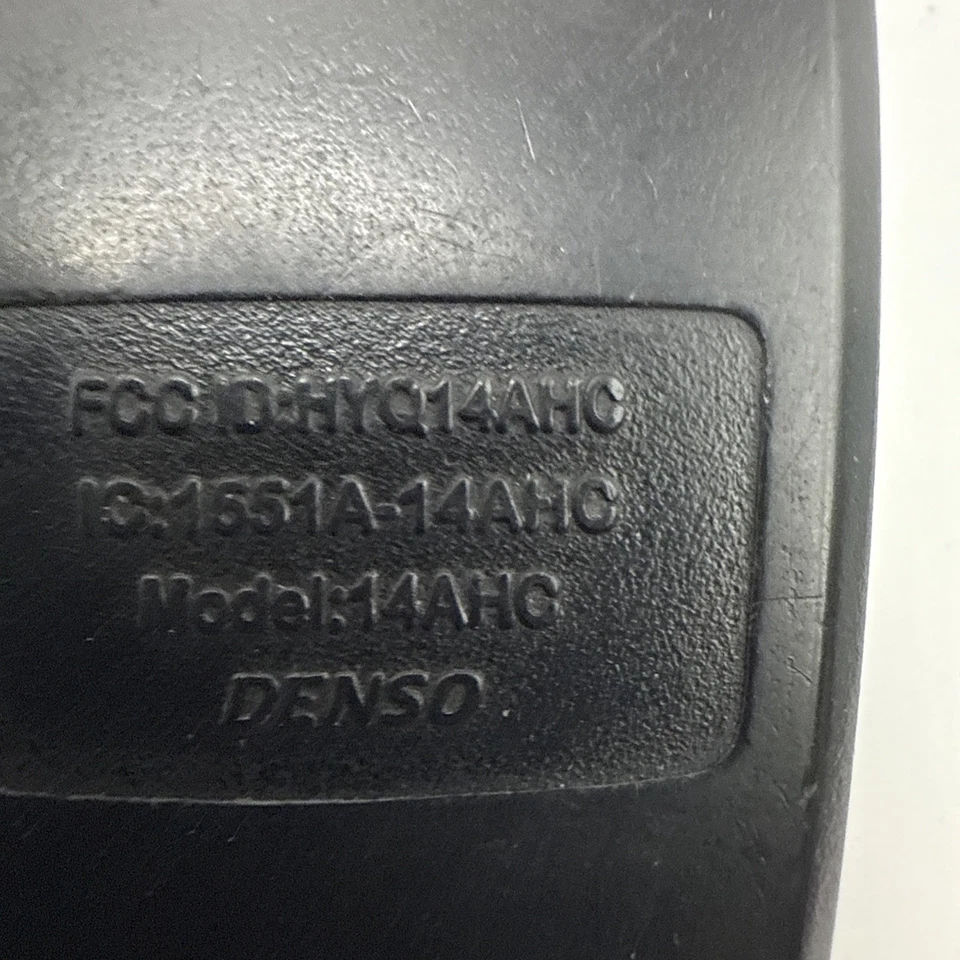 FCC ID:HYQ14AHC
IC:1551A-14AHC
Model:14AHC
DENSO